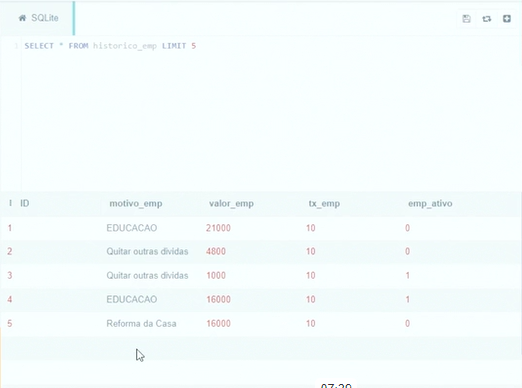 SQLite
1 SELECT * FROM historico_emp LIMIT 5
ID motivo_emp valor_emp tx_emp emp_ativo
1 EDUCACAO 21000 10 0
2 Quitar outras dividas 4800 10 0
3 Quitar outras dividas 1000 10 1
4 EDUCACAO 16000 10 1
5 Reforma da Casa 16000 10 0